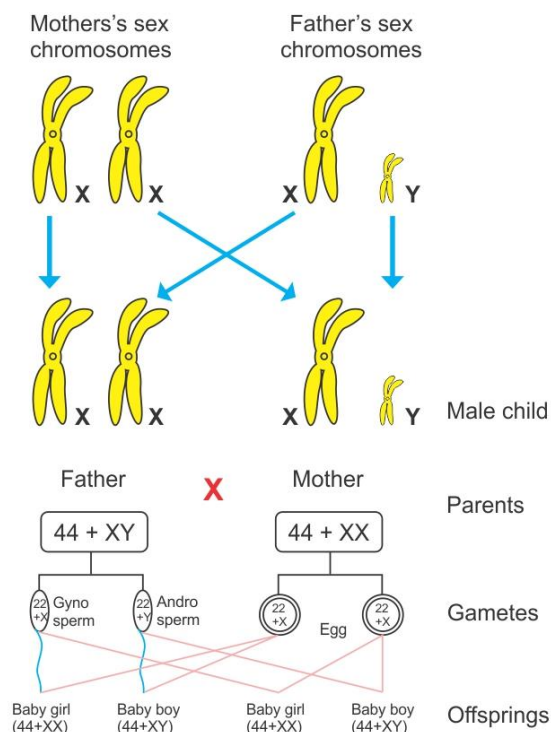 Mothers's sex
chromosomes
Father's sex
chromosomes
X
X
X
Y
X
X
X
Y
Male child
Father
X
Mother
Parents
44 + XY
44 + XX
22
+X
Gyno
sperm
22
+Y
Andro
sperm
22
+X
Egg
22
+X
Gametes
Baby girl
(44+XX)
Baby boy
(44+XY)
Baby girl
(44+XX)
Baby boy
(44+XY)
Offsprings